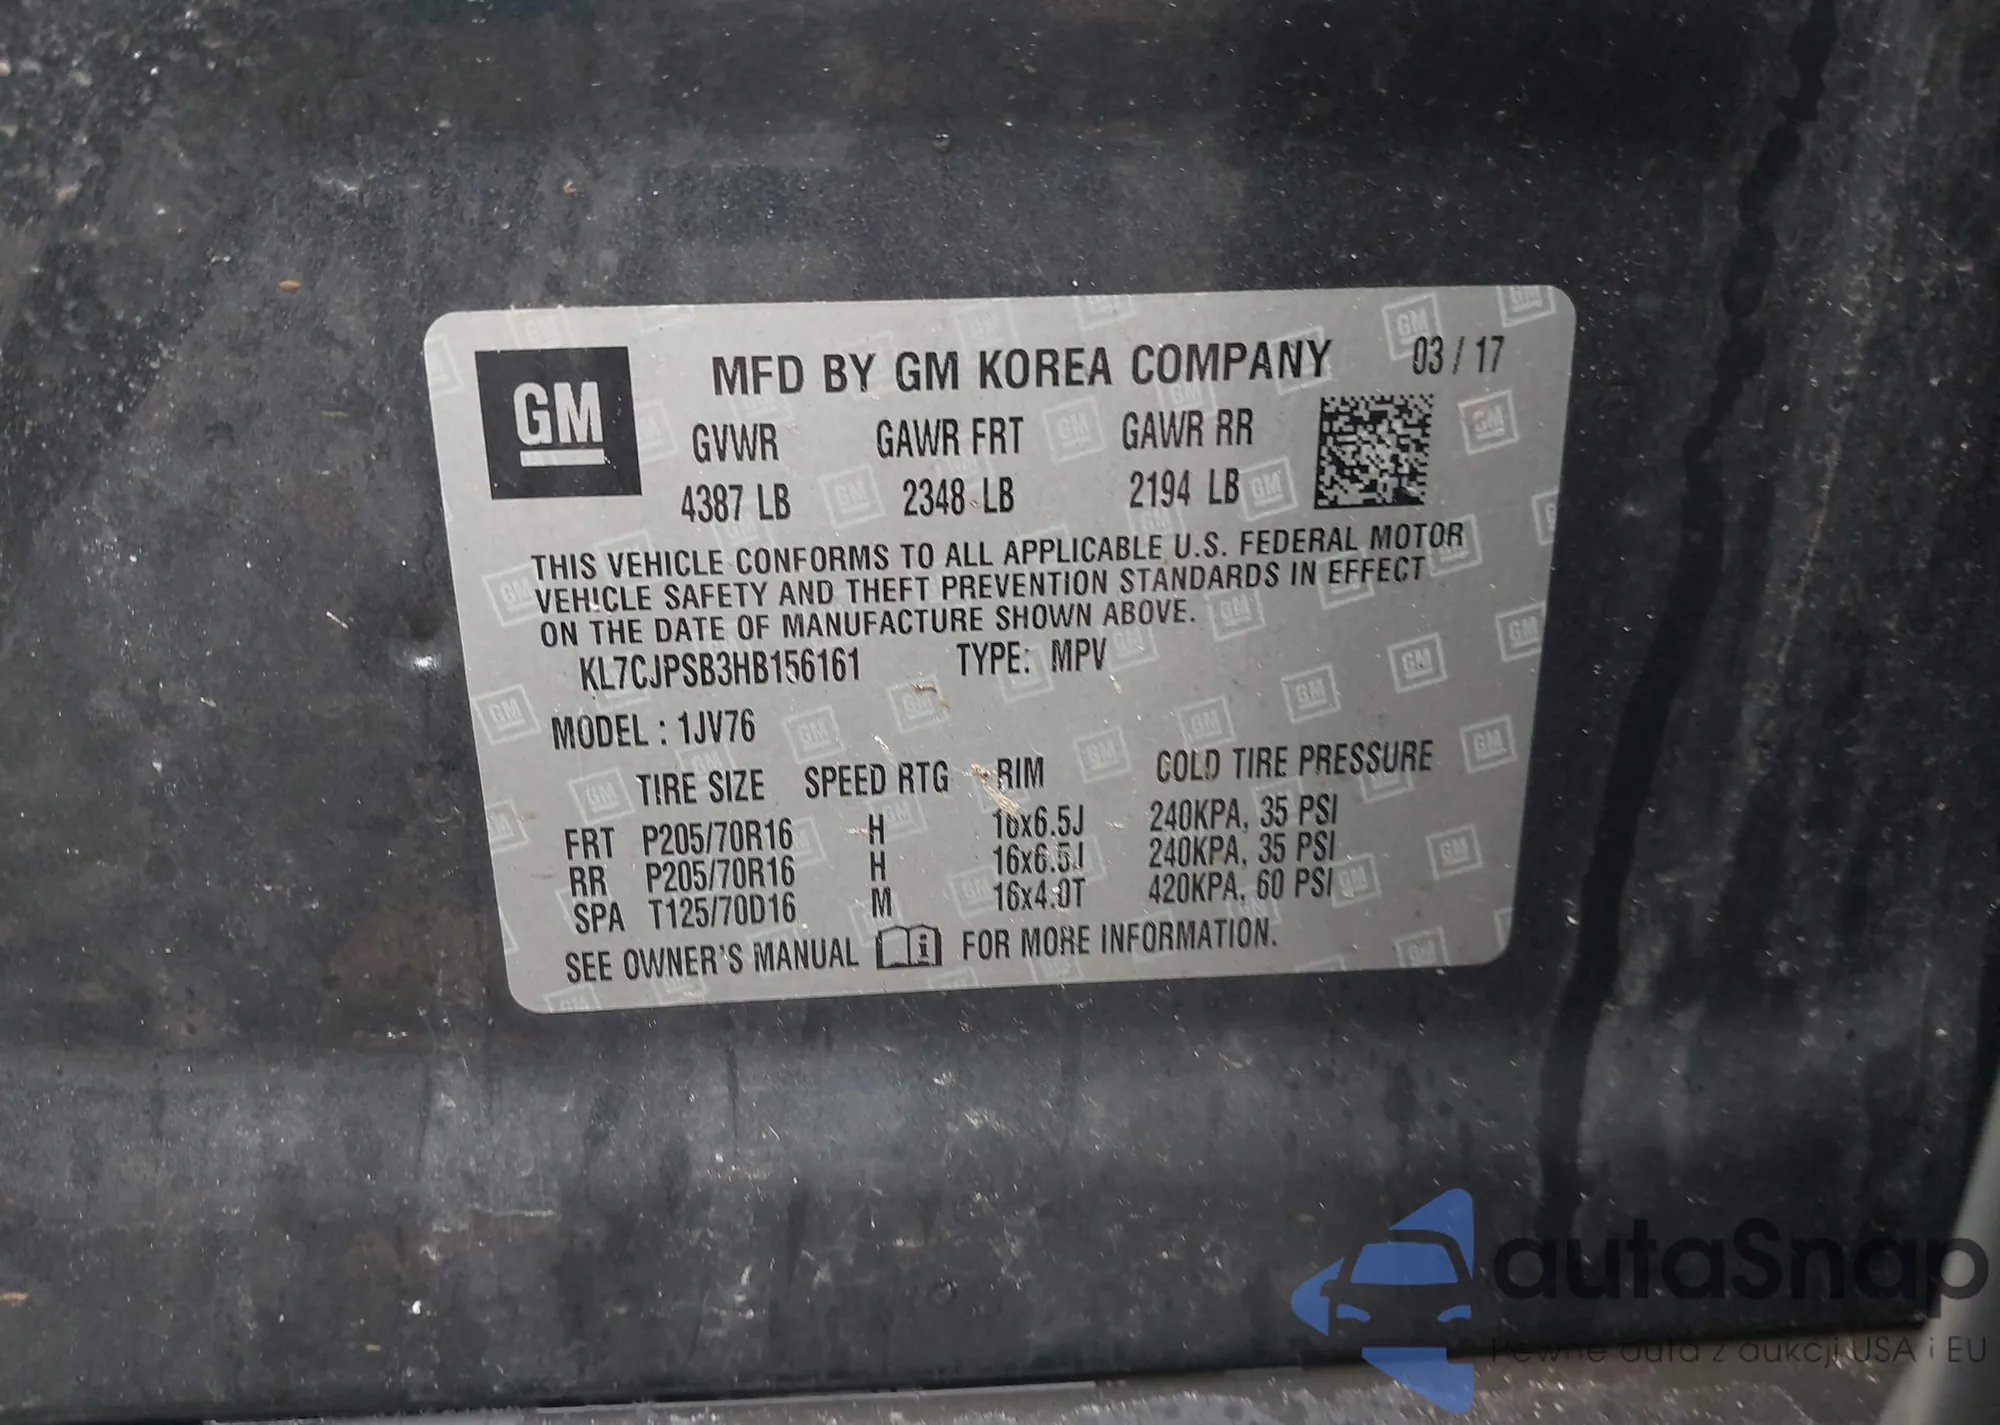 GM MFD BY GM KOREA COMPANY 03 / 17
GVWR GAWR FRT GAWR RR
4387 LB 2348 LB 2194 LB
THIS VEHICLE CONFORMS TO ALL APPLICABLE U.S. FEDERAL MOTOR
VEHICLE SAFETY AND THEFT PREVENTION STANDARDS IN EFFECT
ON THE DATE OF MANUFACTURE SHOWN ABOVE.
KL7CJPSB3HB156161 TYPE: MPV
MODEL : 1JV76
TIRE SIZE SPEED RTG RIM COLD TIRE PRESSURE
FRT P205/70R16 H 16x6.5J 240KPA, 35 PSI
RR P205/70R16 H 16x6.5J 240KPA, 35 PSI
SPA T125/70D16 M 16x4.0T 420KPA, 60 PSI
SEE OWNER'S MANUAL FOR MORE INFORMATION.
autaSnap
Pewne auta z aukcji USA i EU